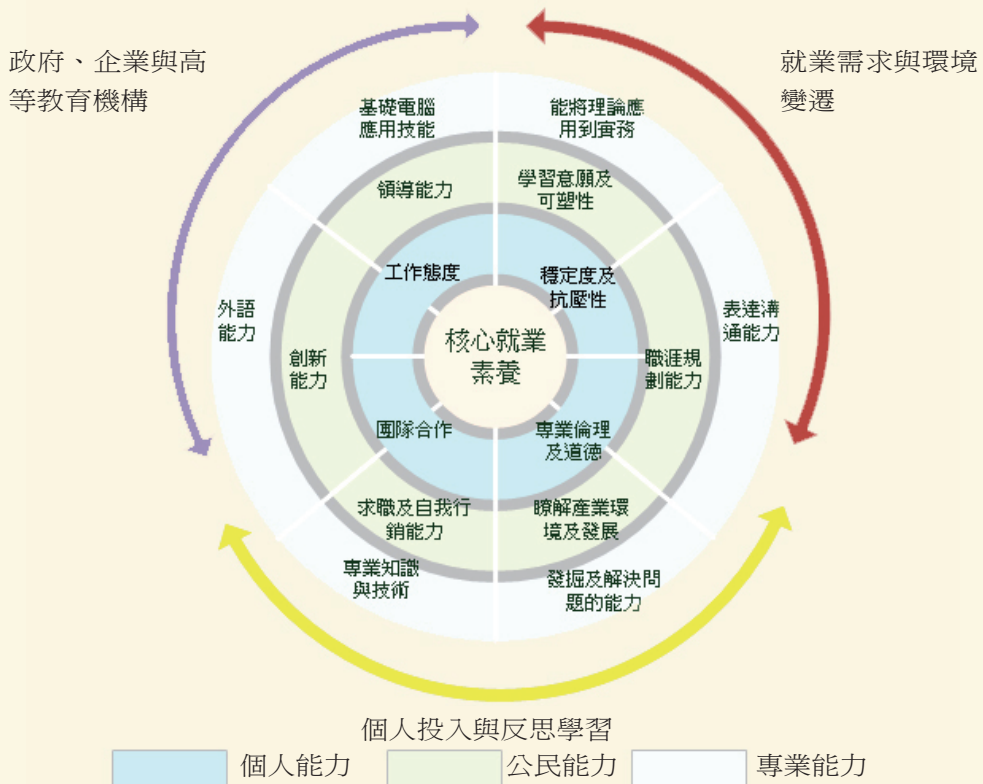 政府、企業與高
等教育機構
就業需求與環境
變遷
基礎電腦
應用技能
能將理論應
用到實務
領導能力
學習意願及
可塑性
工作態度
穩定度及
抗壓性
外語
能力
表達溝
通能力
核心就業
素養
創新
能力
職涯規
劃能力
團隊合作
專業倫理
及道德
求職及自我行
銷能力
瞭解產業環
境及發展
專業知識
與技術
發掘及解決問
題的能力
個人投入與反思學習
個人能力
公民能力
專業能力